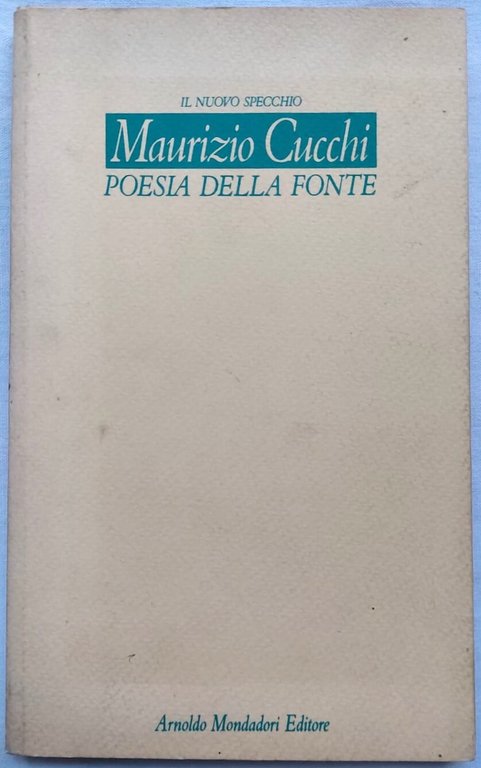 IL NUOVO SPECCHIO
Maurizio Cucchi
POESIA DELLA FONTE
Arnoldo Mondadori Editore